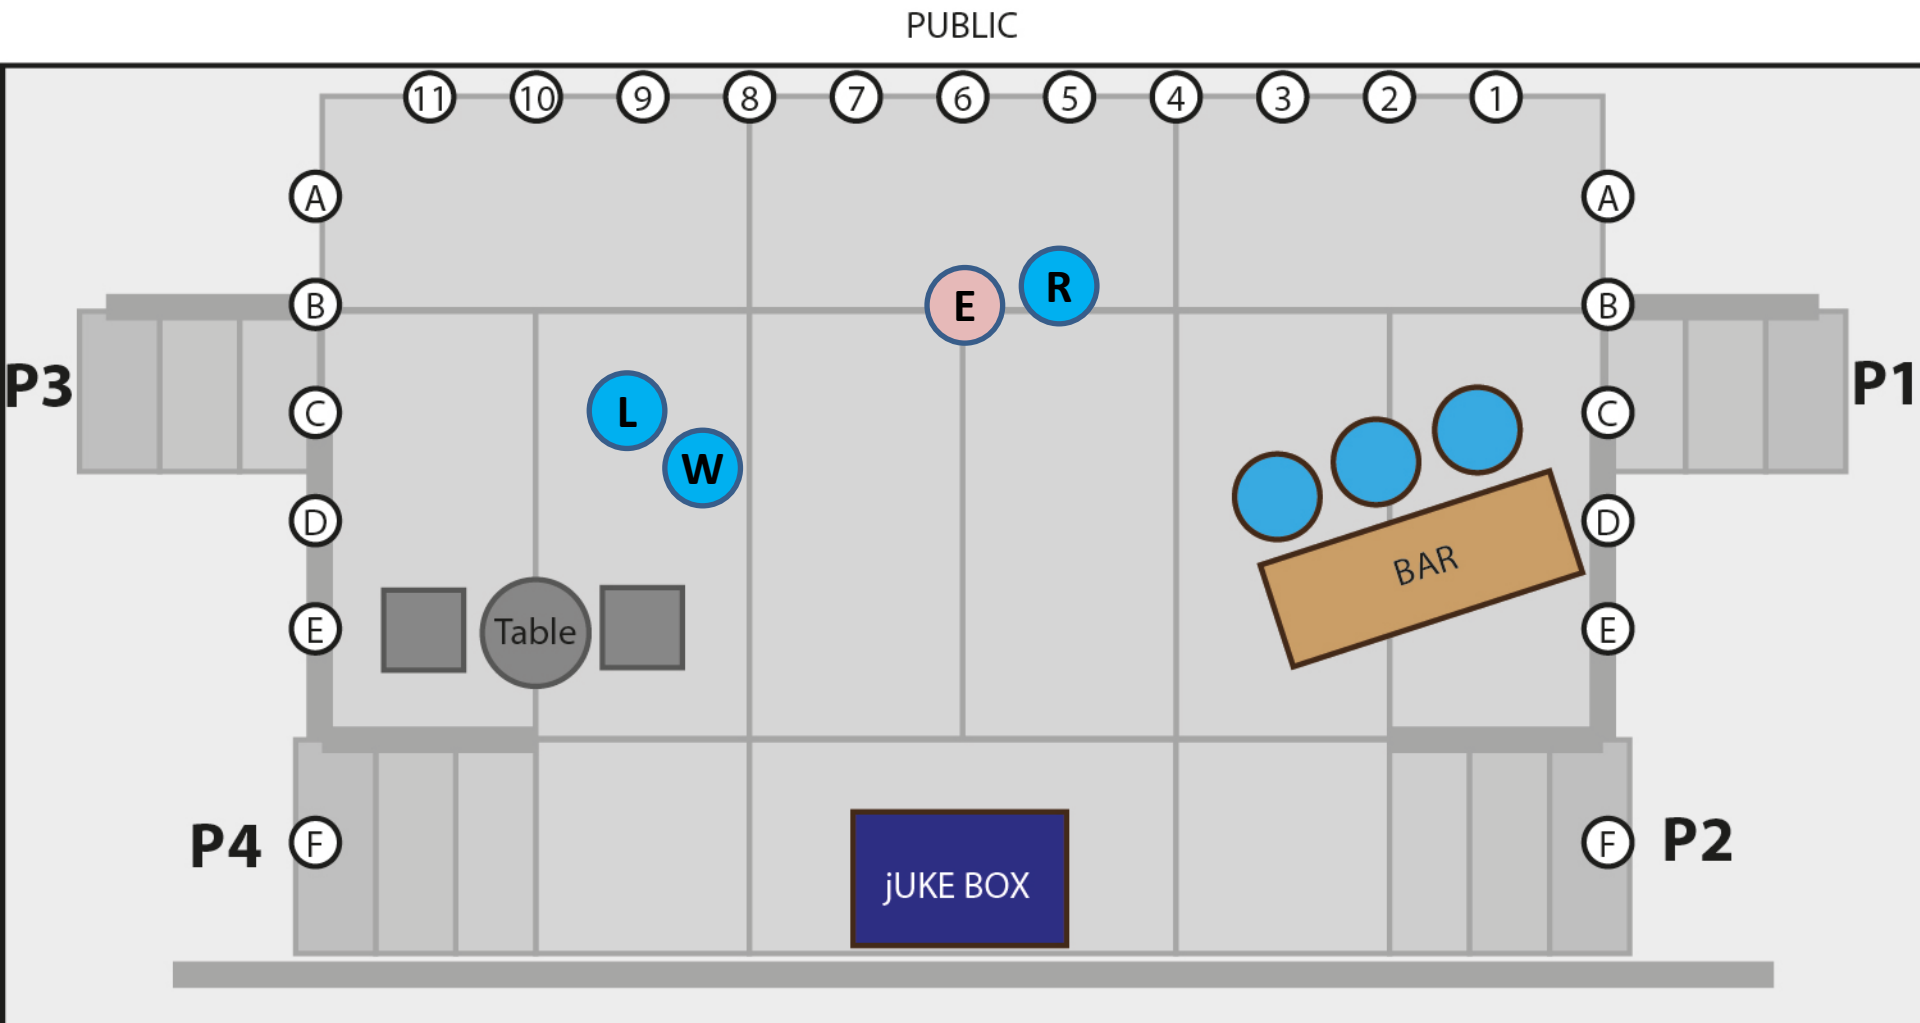 PUBLIC
11 10 9 8 7 6 5 4 3 2 1
A A
B B
E R
P3 P1
C C
L
W
D D
BAR
E E
Table
P4 F F P2
jUKE BOX